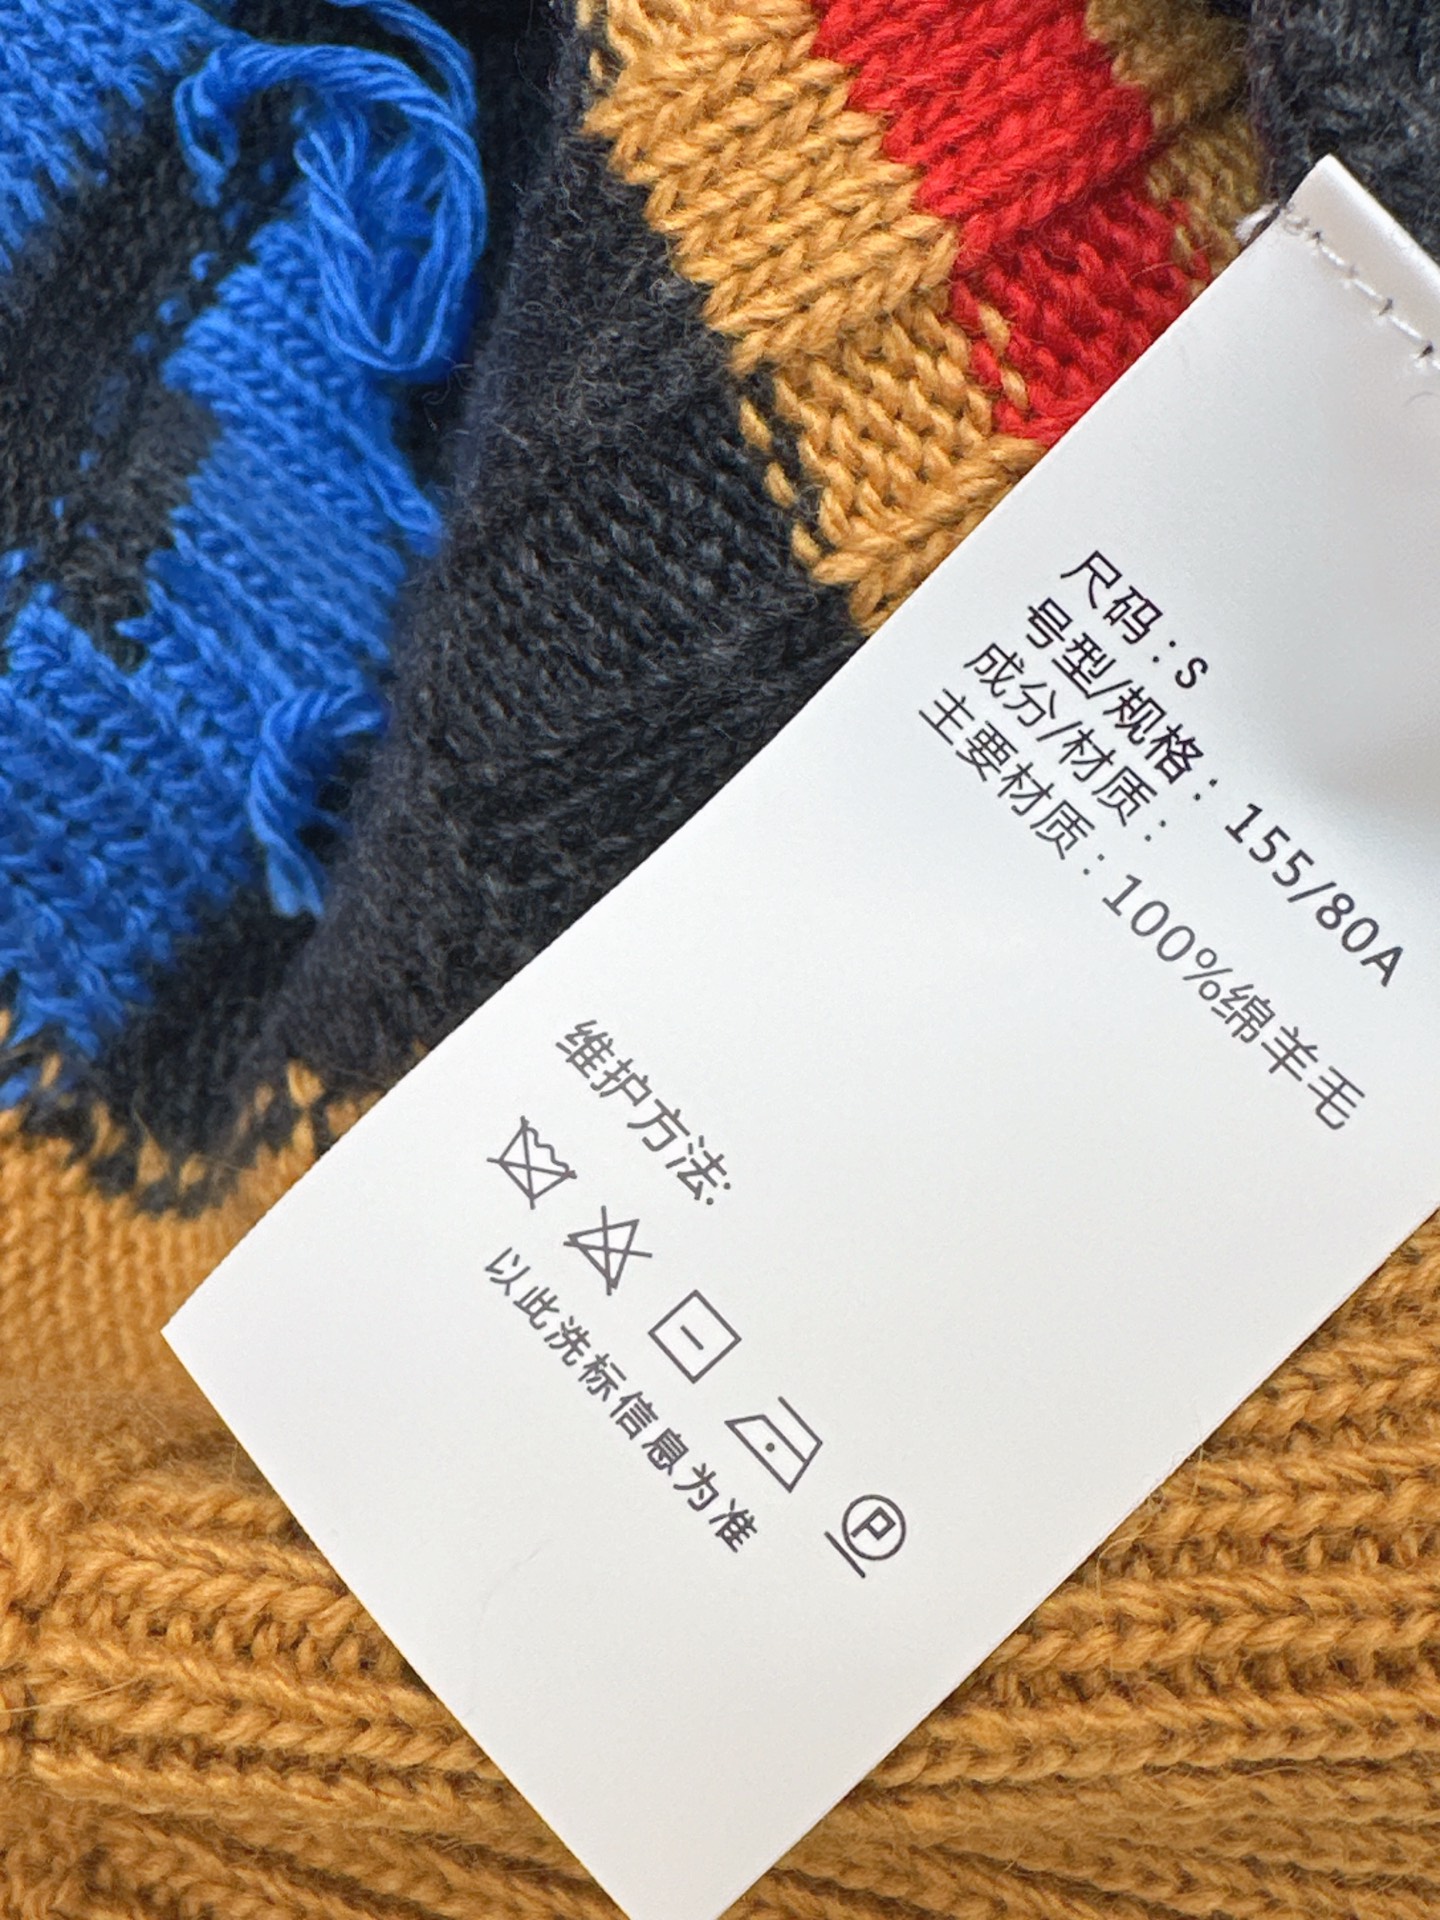 尺码：S
号型/规格：155/80A
成分/材质：
主要材质：100%绵羊毛
维护方法:
P
以此洗标信息为准